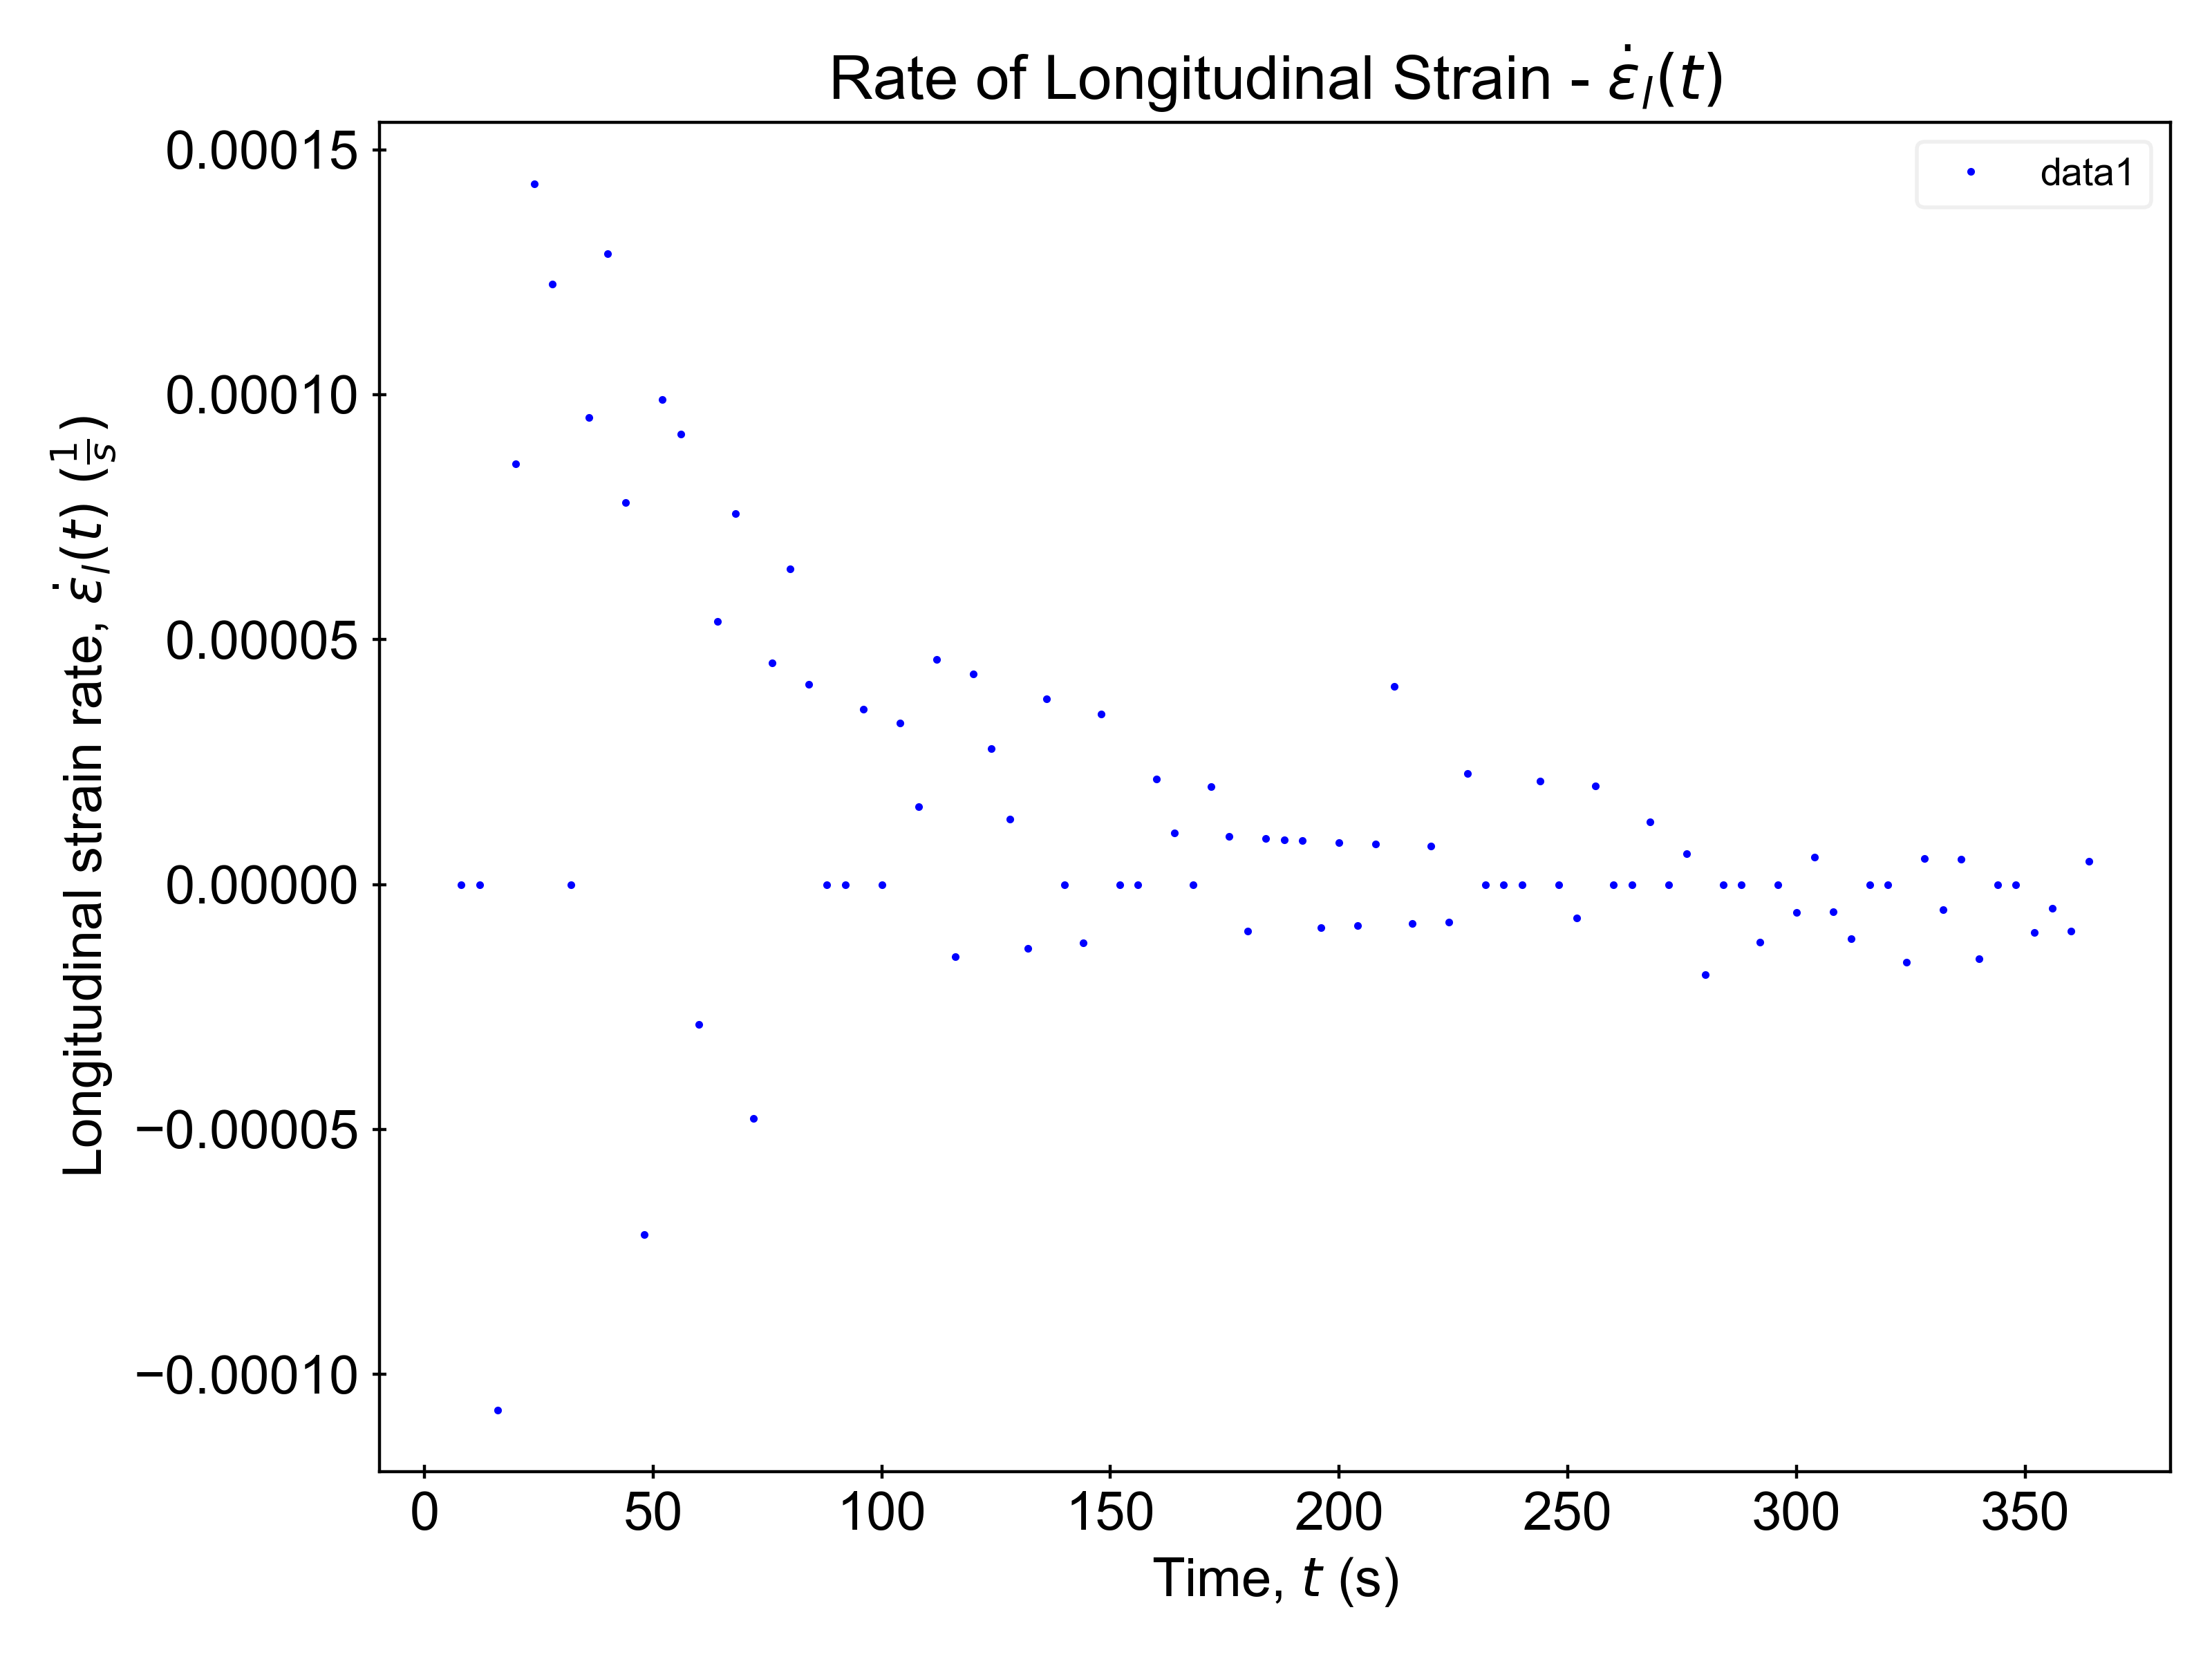 Rate of Longitudinal Strain - ε̇ₗ(t)
data1
0.00015
0.00010
0.00005
0.00000
−0.00005
−0.00010
Longitudinal strain rate, ε̇ₗ(t) (1/s)
0 50 100 150 200 250 300 350
Time, t (s)